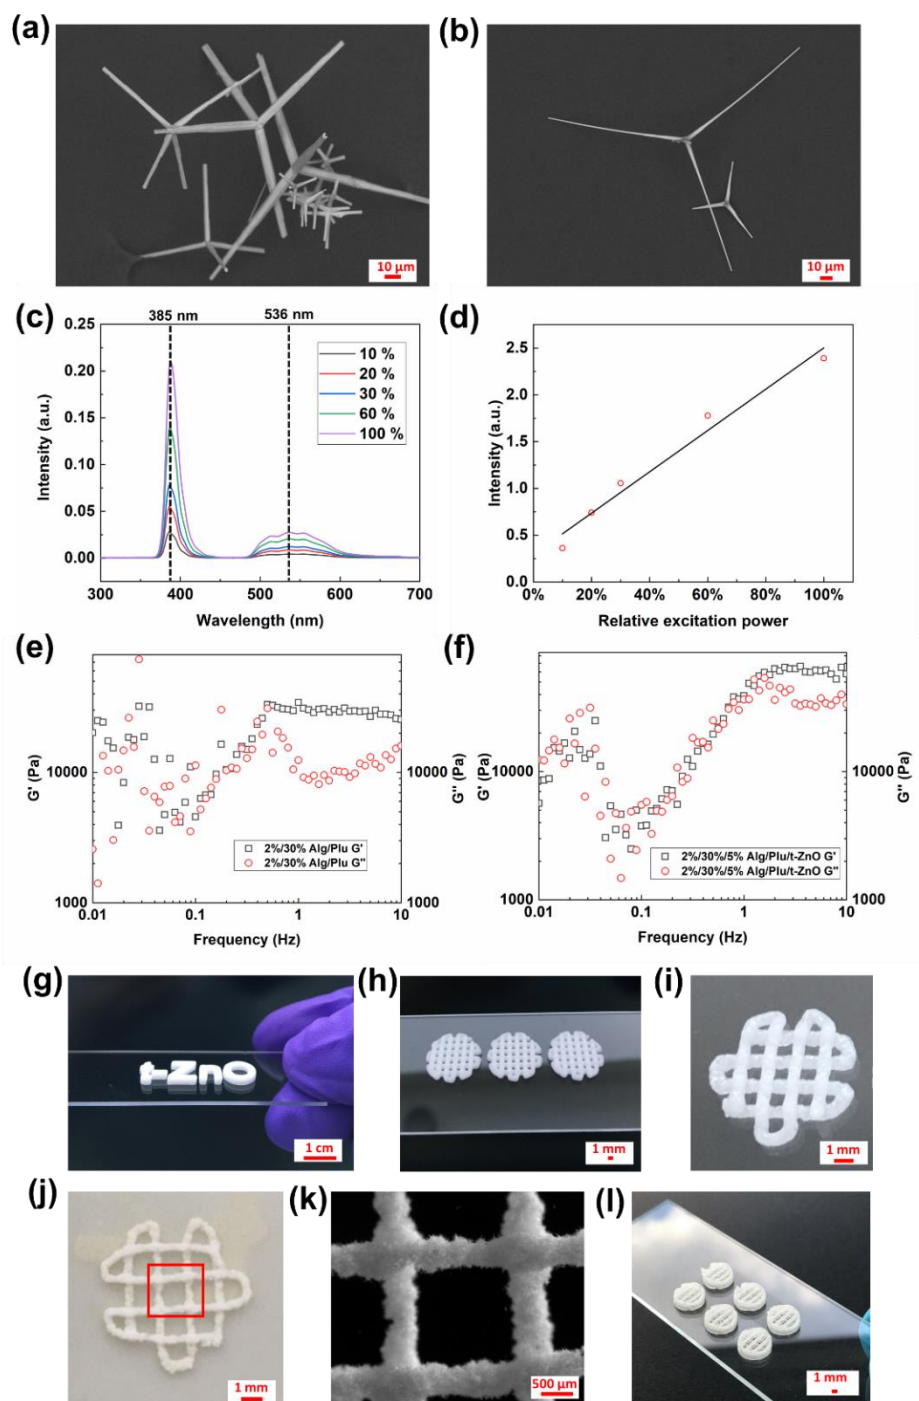 (a)
(b)
10 µm
10 µm
(c)
385 nm
536 nm
0.25
0.20
0.15
0.10
0.05
0.00
Intensity (a.u.)
10 %
20 %
30 %
60 %
100 %
300
400
500
600
700
Wavelength (nm)
(d)
2.5
2.0
1.5
1.0
0.5
0.0
Intensity (a.u.)
0%
20%
40%
60%
80%
100%
Relative excitation power
(e)
10000
1000
G' (Pa)
10000
1000
G'' (Pa)
2%/30% Alg/Plu G'
2%/30% Alg/Plu G''
0.01
0.1
1
10
Frequency (Hz)
(f)
10000
1000
G' (Pa)
10000
1000
G'' (Pa)
2%/30%/5% Alg/Plu/t-ZnO G'
2%/30%/5% Alg/Plu/t-ZnO G''
0.01
0.1
1
10
Frequency (Hz)
(g)
t-ZnO
1 cm
(h)
1 mm
(i)
1 mm
(j)
1 mm
(k)
500 µm
(l)
1 mm